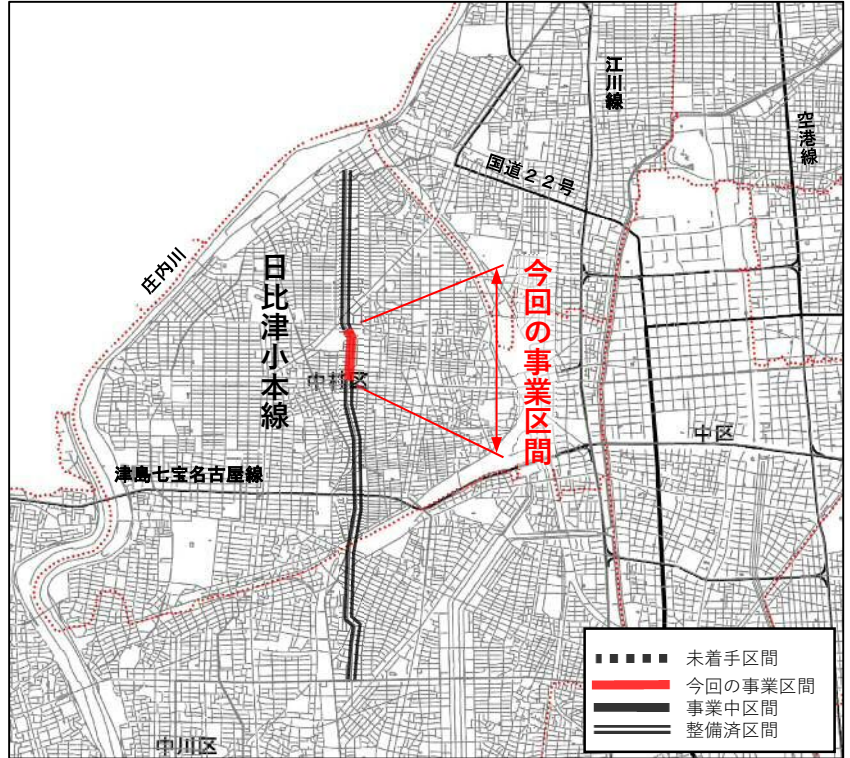 江川線
空港線
国道22号
庄内川
日比津小本線
今回の事業区間
中村区
中区
津島七宝名古屋線
中川区
未着手区間
今回の事業区間
事業中区間
整備済区間